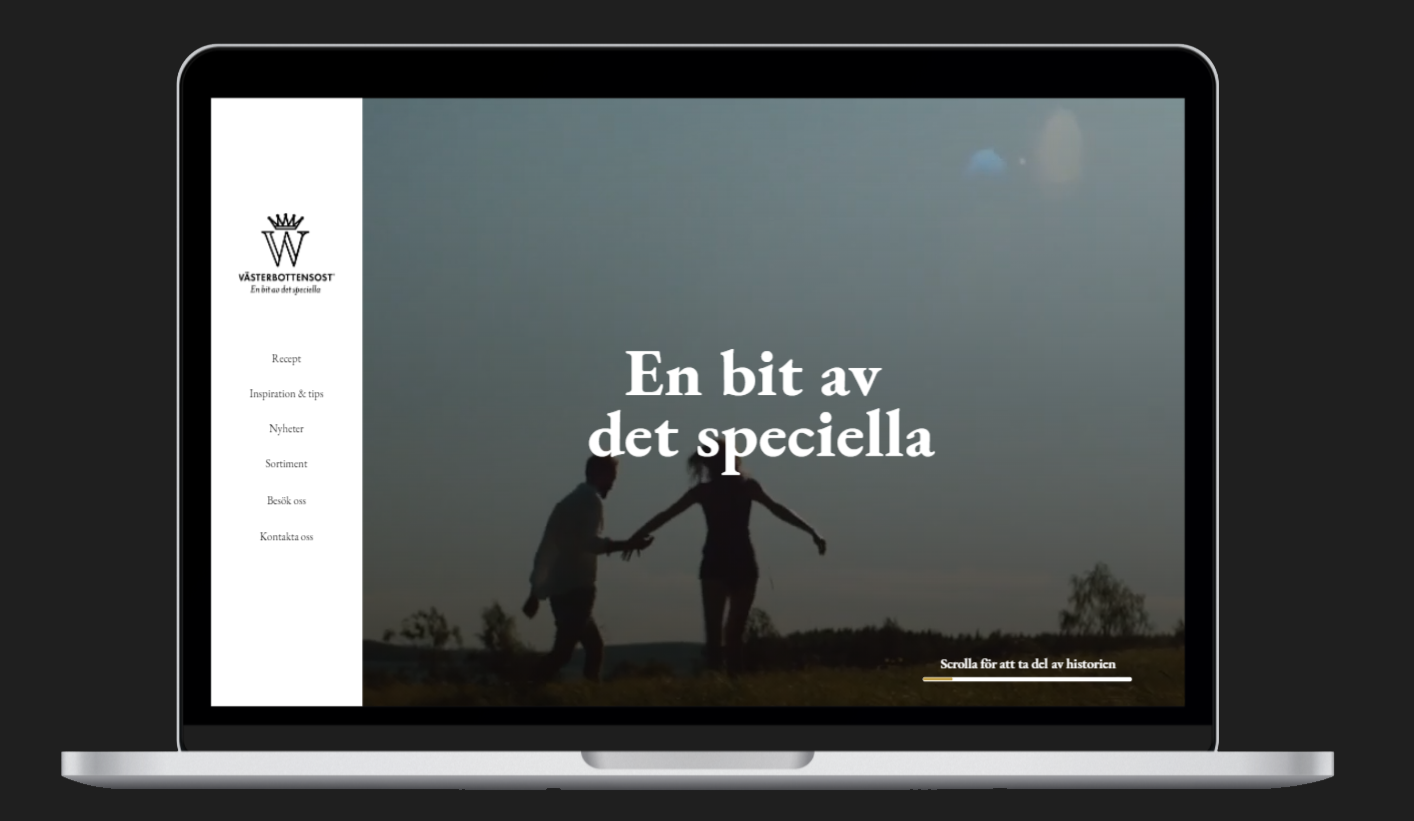 W
VÄSTERBOTTENSOST®
En bit av det speciella
Recept
Inspiration & tips
Nyheter
Sortiment
Besök oss
Kontakta oss
En bit av
det speciella
Scrolla för att ta del av historien